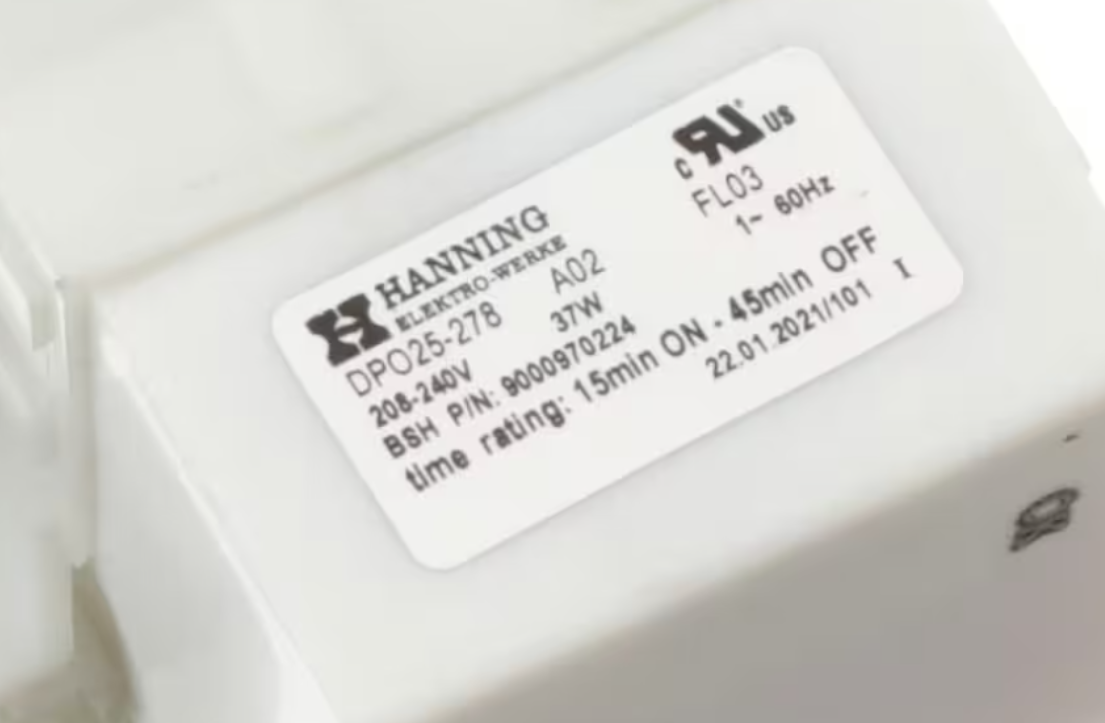 HANNING
ELEKTRO-WERKE
DPO25-278 A02
208-240V 37W
BSH P/N: 9000970224
time rating: 15min ON - 45min OFF
22.01.2021/101 I
c RU US
FL03
1~ 60Hz